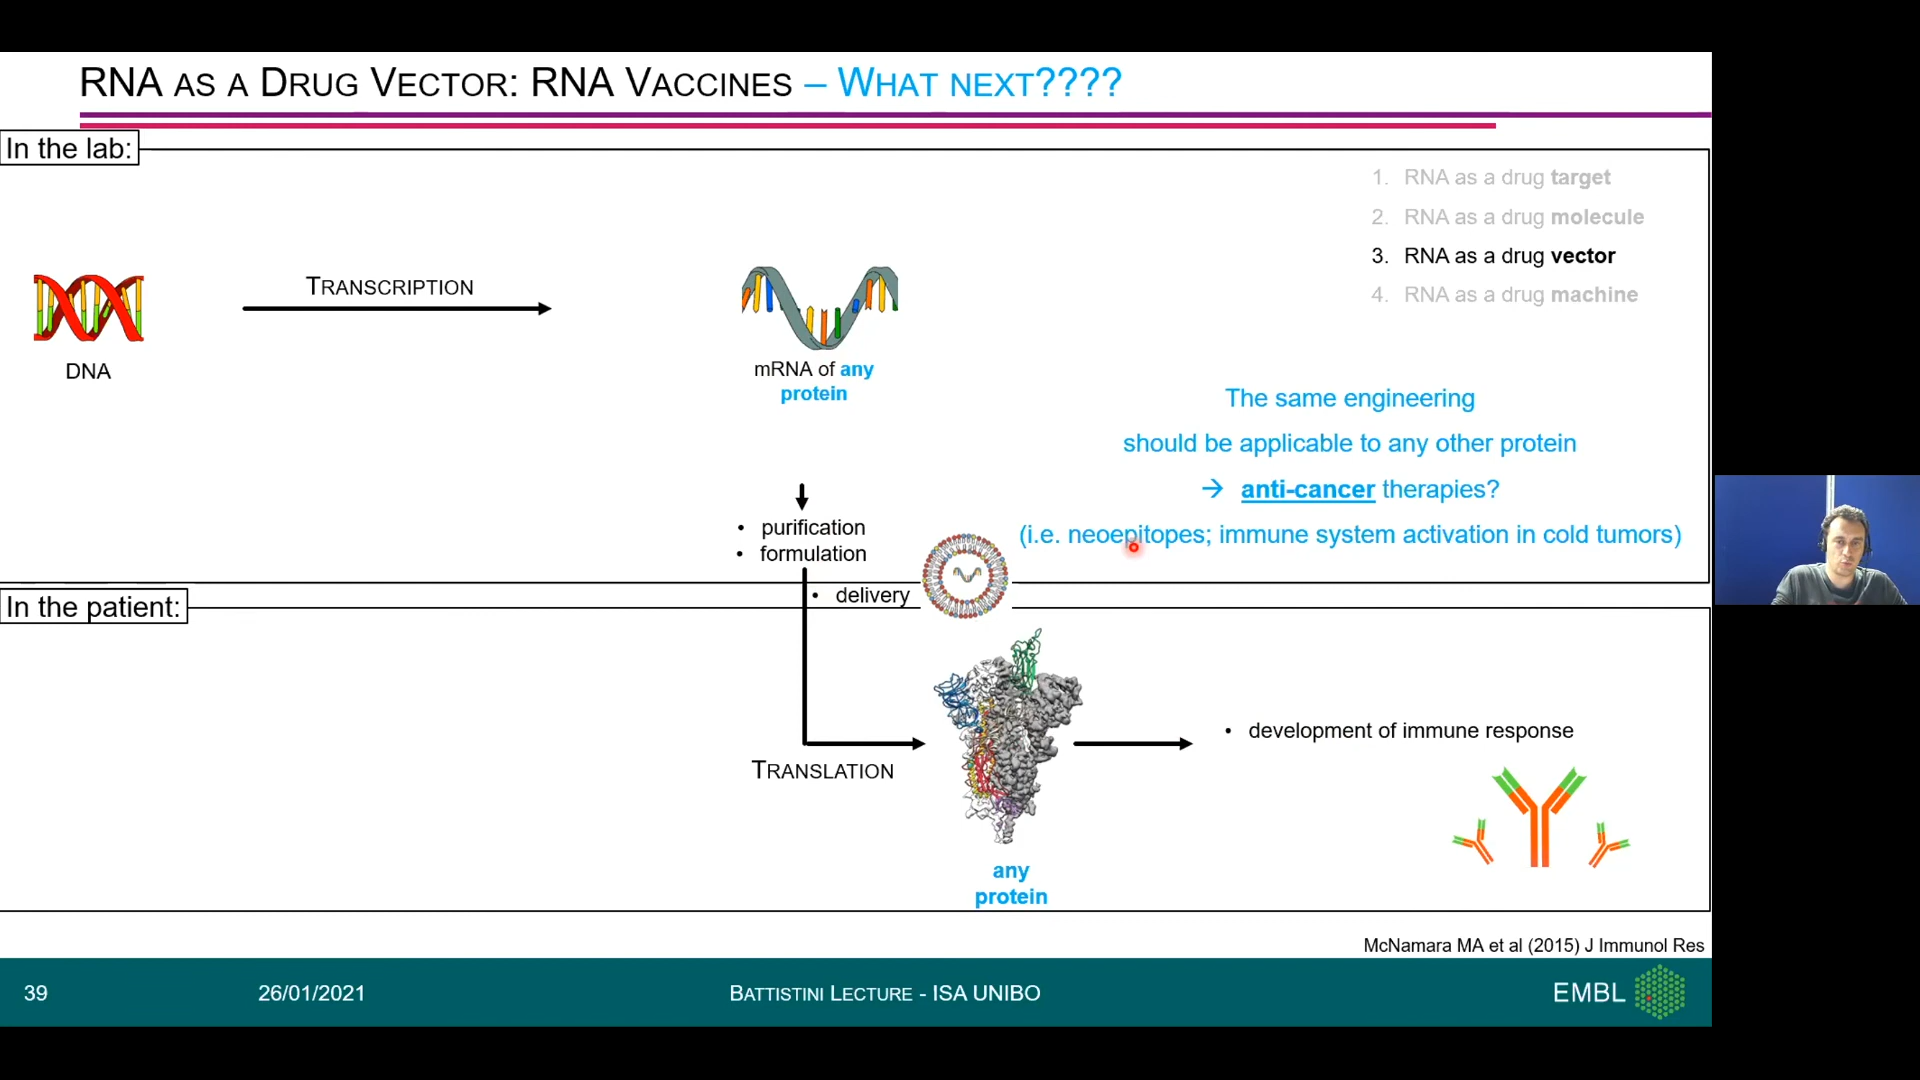 RNA AS A DRUG VECTOR: RNA VACCINES – WHAT NEXT????
In the lab:
1. RNA as a drug target
2. RNA as a drug molecule
3. RNA as a drug vector
4. RNA as a drug machine
TRANSCRIPTION
DNA
mRNA of any
protein
The same engineering
should be applicable to any other protein
→ anti-cancer therapies?
(i.e. neoepitopes; immune system activation in cold tumors)
• purification
• formulation
• delivery
In the patient:
TRANSLATION
any
protein
• development of immune response
McNamara MA et al (2015) J Immunol Res
39
26/01/2021
BATTISTINI LECTURE - ISA UNIBO
EMBL